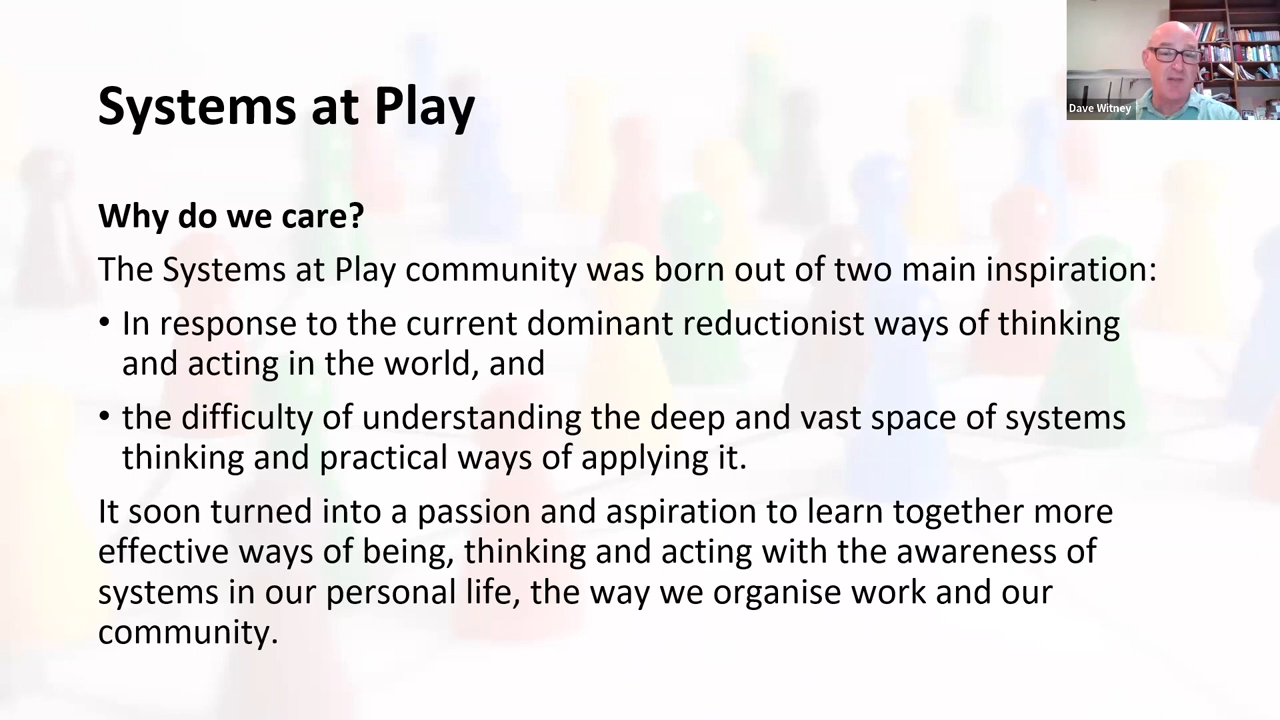 Systems at Play
Dave Witney
Why do we care?
The Systems at Play community was born out of two main inspiration:
• In response to the current dominant reductionist ways of thinking
and acting in the world, and
• the difficulty of understanding the deep and vast space of systems
thinking and practical ways of applying it.
It soon turned into a passion and aspiration to learn together more
effective ways of being, thinking and acting with the awareness of
systems in our personal life, the way we organise work and our
community.